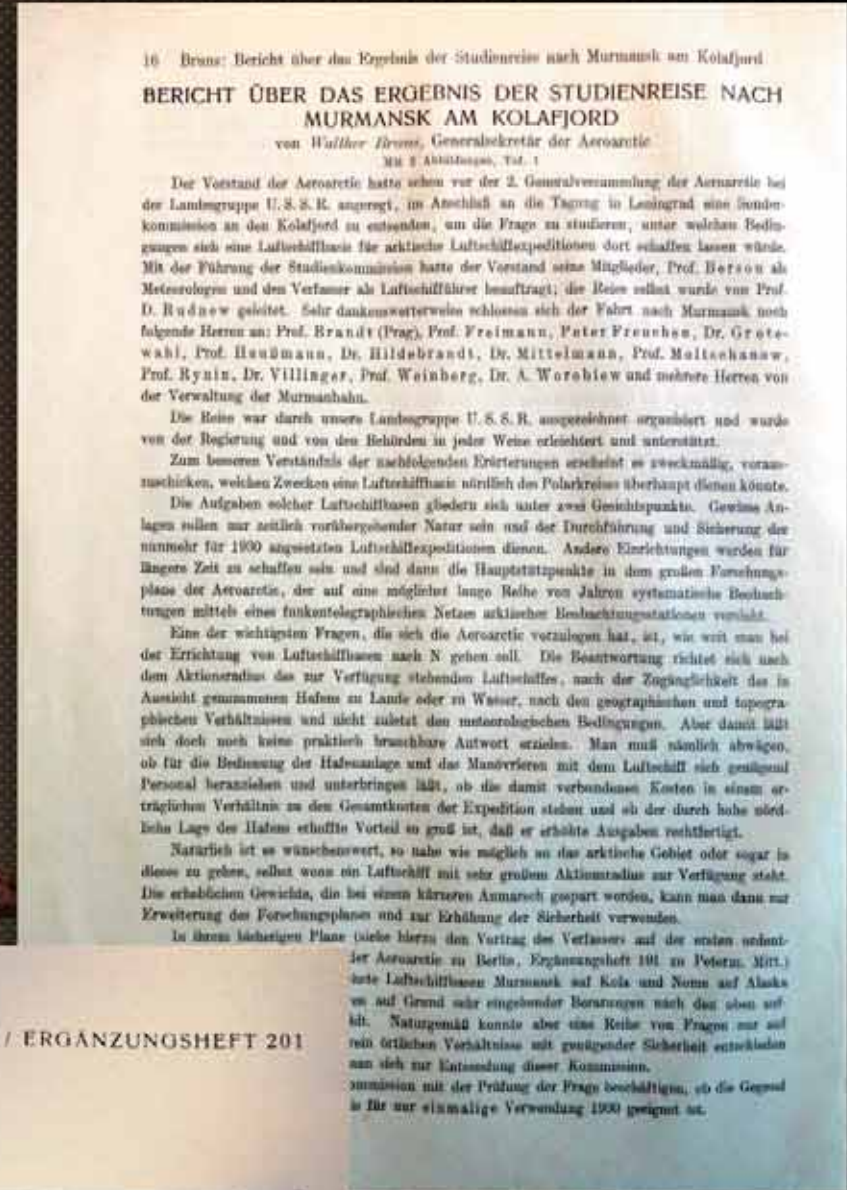 16 Bruns: Bericht über das Ergebnis der Studienreise nach Murmansk am Kolafjord
BERICHT ÜBER DAS ERGEBNIS DER STUDIENREISE NACH
MURMANSK AM KOLAFJORD
von Walther Bruns, Generalsekretär der Aeroarctic
Mit 2 Abbildungen, Taf. 1
Der Vorstand der Aeroarctic hatte schon vor der 2. Generalversammlung der Aeroarctic bei
der Landesgruppe U. S. S. R. angeregt, im Anschluß an die Tagung in Leningrad eine Sonder-
kommission an den Kolafjord zu entsenden, um die Frage zu studieren, unter welchen Bedin-
gungen sich eine Luftschiffbasis für arktische Luftschiffexpeditionen dort schaffen lassen würde.
Mit der Führung der Studienkommission hatte der Vorstand seine Mitglieder, Prof. Berson als
Meteorologen und den Verfasser als Luftschifführer beauftragt; die Reise selbst wurde von Prof.
D. Rudnew geleitet. Sehr dankenswerterweise schlossen sich der Fahrt nach Murmansk noch
folgende Herren an: Prof. Brandt (Prag), Prof. Freimann, Peter Freuchen, Dr. Grote-
wahl, Prof. Haußmann, Dr. Hildebrandt, Dr. Mittelmann, Prof. Moltschanow,
Prof. Rynin, Dr. Villinger, Prof. Weinberg, Dr. A. Worobiew und mehrere Herren von
der Verwaltung der Murmanbahn.
Die Reise war durch unsere Landesgruppe U. S. S. R. ausgezeichnet organisiert und wurde
von der Regierung und von den Behörden in jeder Weise erleichtert und unterstützt.
Zum besseren Verständnis der nachfolgenden Erörterungen erscheint es zweckmäßig, voraus-
zuschicken, welchen Zwecken eine Luftschiffbasis nördlich des Polarkreises überhaupt dienen könnte.
Die Aufgaben solcher Luftschiffbasen gliedern sich unter zwei Gesichtspunkte. Gewisse An-
lagen sollen nur zeitlich vorübergehender Natur sein und der Durchführung und Sicherung der
nunmehr für 1930 angesetzten Luftschiffexpeditionen dienen. Andere Einrichtungen werden für
längere Zeit zu schaffen sein und sind dann die Hauptstützpunkte in dem großen Forschungs-
plane der Aeroarctic, der auf eine möglichst lange Reihe von Jahren systematische Beobach-
tungen mittels eines funkentelegraphischen Netzes arktischer Beobachtungsstationen vorsieht.
Eine der wichtigsten Fragen, die sich die Aeroarctic vorzulegen hat, ist, wie weit man bei
der Errichtung von Luftschiffbasen nach N gehen soll. Die Beantwortung richtet sich nach
dem Aktionsradius des zur Verfügung stehenden Luftschiffes, nach der Zugänglichkeit des in
Aussicht genommenen Hafens zu Lande oder zu Wasser, nach den geographischen und topogra-
phischen Verhältnissen und nicht zuletzt den meteorologischen Bedingungen. Aber damit läßt
sich doch noch keine praktisch brauchbare Antwort erzielen. Man muß nämlich abwägen,
ob für die Bedienung der Hafenanlage und das Manövrieren mit dem Luftschiff sich genügend
Personal heranziehen und unterbringen läßt, ob die damit verbundenen Kosten in einem er-
träglichen Verhältnis zu den Gesamtkosten der Expedition stehen und ob der durch hohe nörd-
liche Lage des Hafens erhoffte Vorteil so groß ist, daß er erhöhte Ausgaben rechtfertigt.
Natürlich ist es wünschenswert, so nahe wie möglich an das arktische Gebiet oder sogar in
dieses zu gehen, selbst wenn ein Luftschiff mit sehr großem Aktionsradius zur Verfügung steht.
Die erheblichen Gewichte, die bei einem kürzeren Anmarsch gespart werden, kann man dann zur
Erweiterung des Forschungsplanes und zur Erhöhung der Sicherheit verwenden.
In ihrem bisherigen Plane (siehe hierzu den Vortrag des Verfassers auf der ersten ordent-
der Aeroarctic zu Berlin, Ergänzungsheft 191 zu Peterm. Mitt.)
Luftschiffbasen Murmansk auf Kola und Nome auf Alaska
auf Grund sehr eingehender Beratungen nach den oben auf-
Naturgemäß konnte aber eine Reihe von Fragen nur auf
rein örtlichen Verhältnisse mit genügender Sicherheit entschieden
man sich zur Entsendung dieser Kommission.
ommission mit der Prüfung der Frage beschäftigen, ob die Gegend
is für nur einmalige Verwendung 1930 geeignet ist.
/ ERGÄNZUNGSHEFT 201